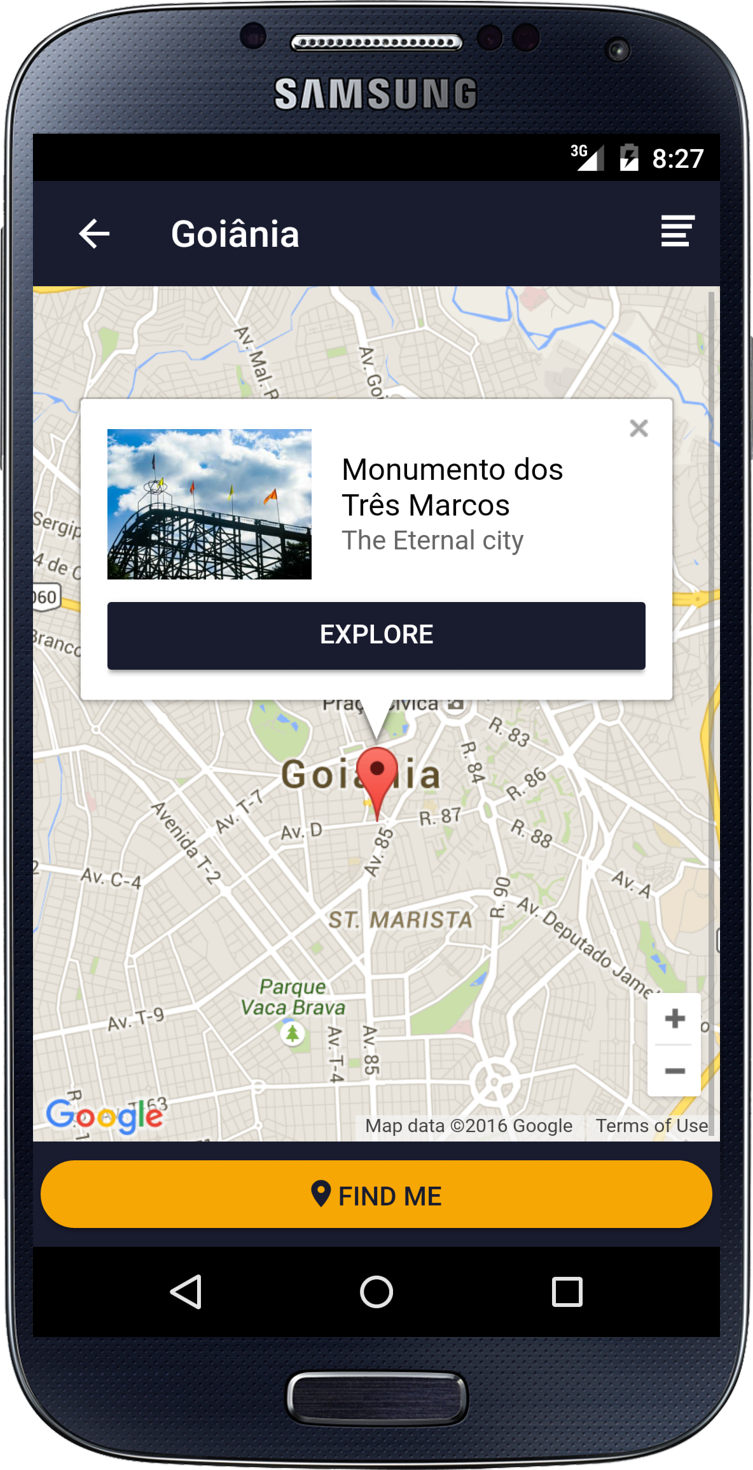 SAMSUNG
3G 8:27
Goiânia
Av. Mal. R
Av. Goi
Monumento dos
Três Marcos
The Eternal city
EXPLORE
Sergip
4 de C
060
Branco
R. 83
R. 84
Goiânia
R. 86
Av. T-7
Av. D
R. 87
R. 88
Avenida T-2
Av. 85
Av. C-4
R. 90
Av. A
ST. MARISTA
Av. Deputado Jame
Parque
Vaca Brava
Av. T-9
Av. T-4
Av. 85
+
−
Google
Map data ©2016 Google Terms of Use
FIND ME